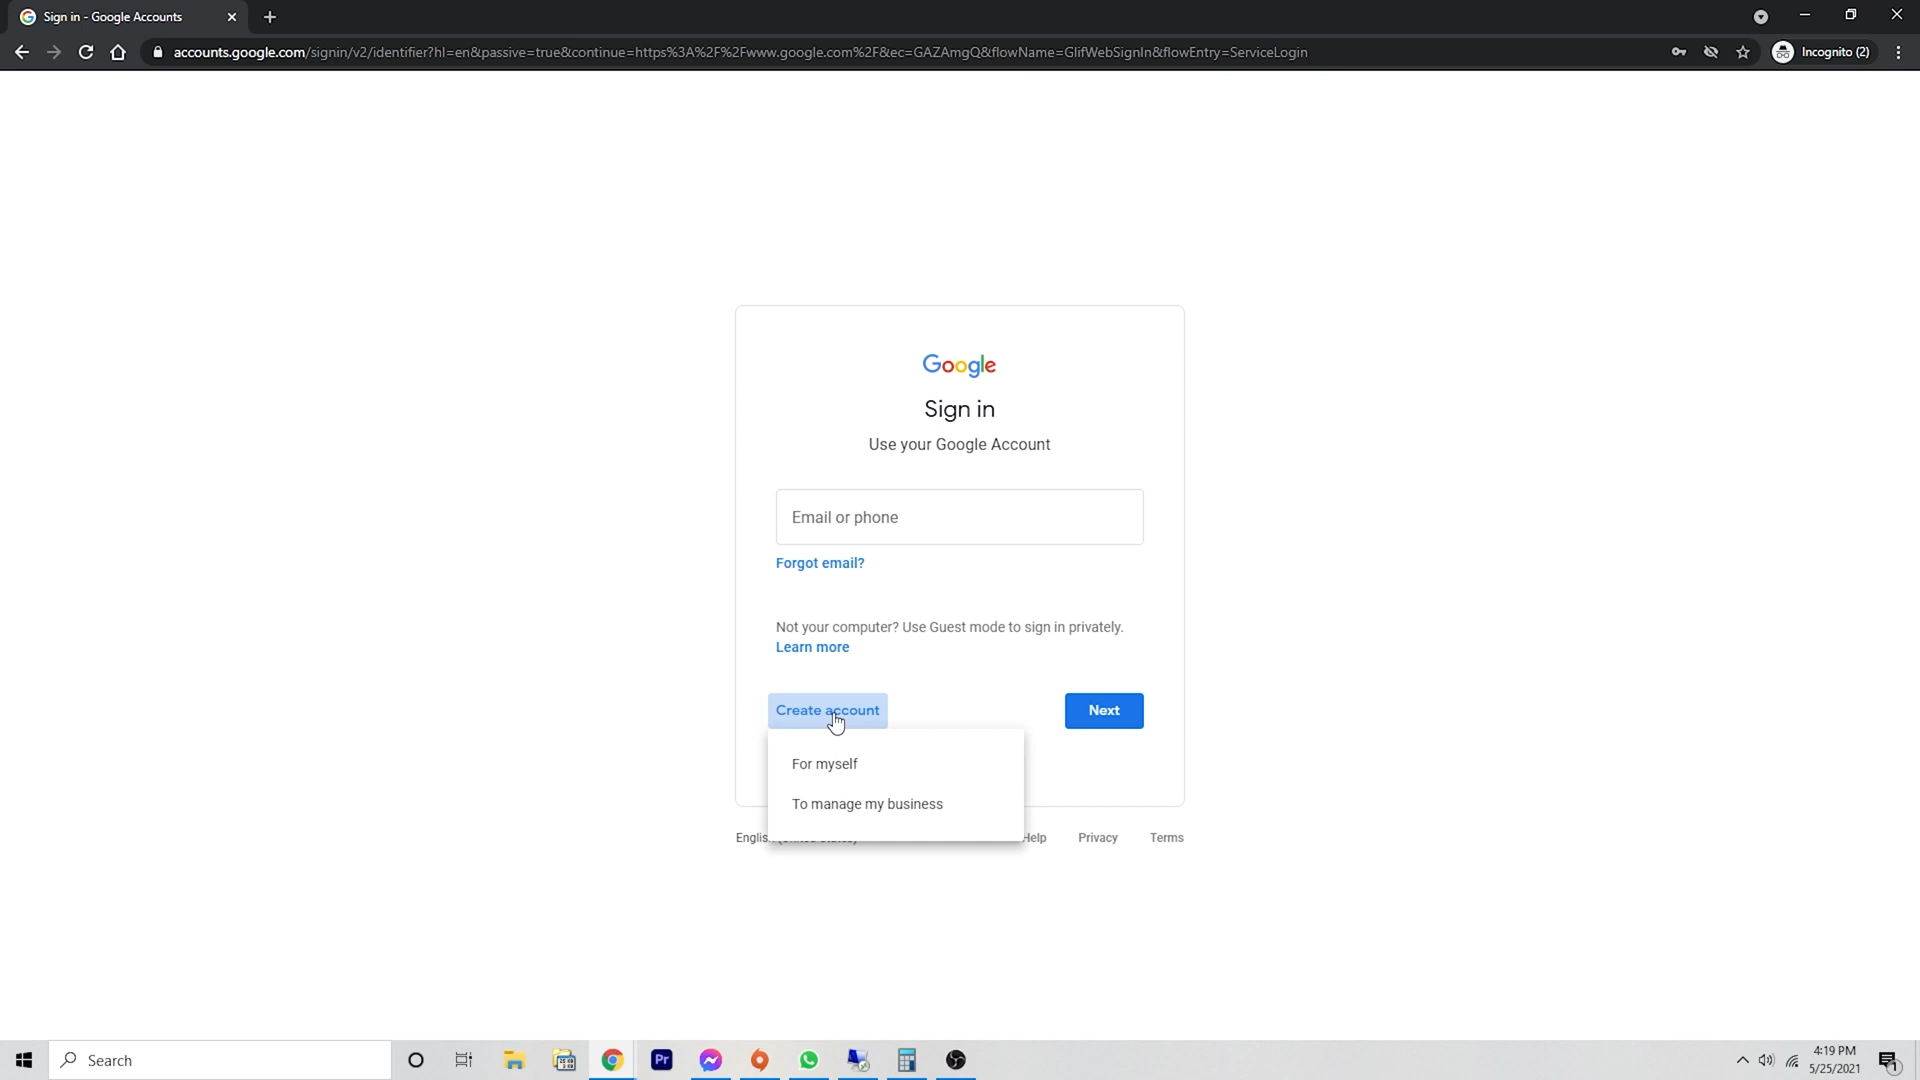 Sign in - Google Accounts
accounts.google.com/signin/v2/identifier?hl=en&passive=true&continue=https%3A%2F%2Fwww.google.com%2F&ec=GAZAmgQ&flowName=GlifWebSignIn&flowEntry=ServiceLogin
Incognito (2)
Google
Sign in
Use your Google Account
Email or phone
Forgot email?
Not your computer? Use Guest mode to sign in privately.
Learn more
Create account
Next
For myself
To manage my business
Help
Privacy
Terms
Search
Pr
4:19 PM
5/25/2021
1